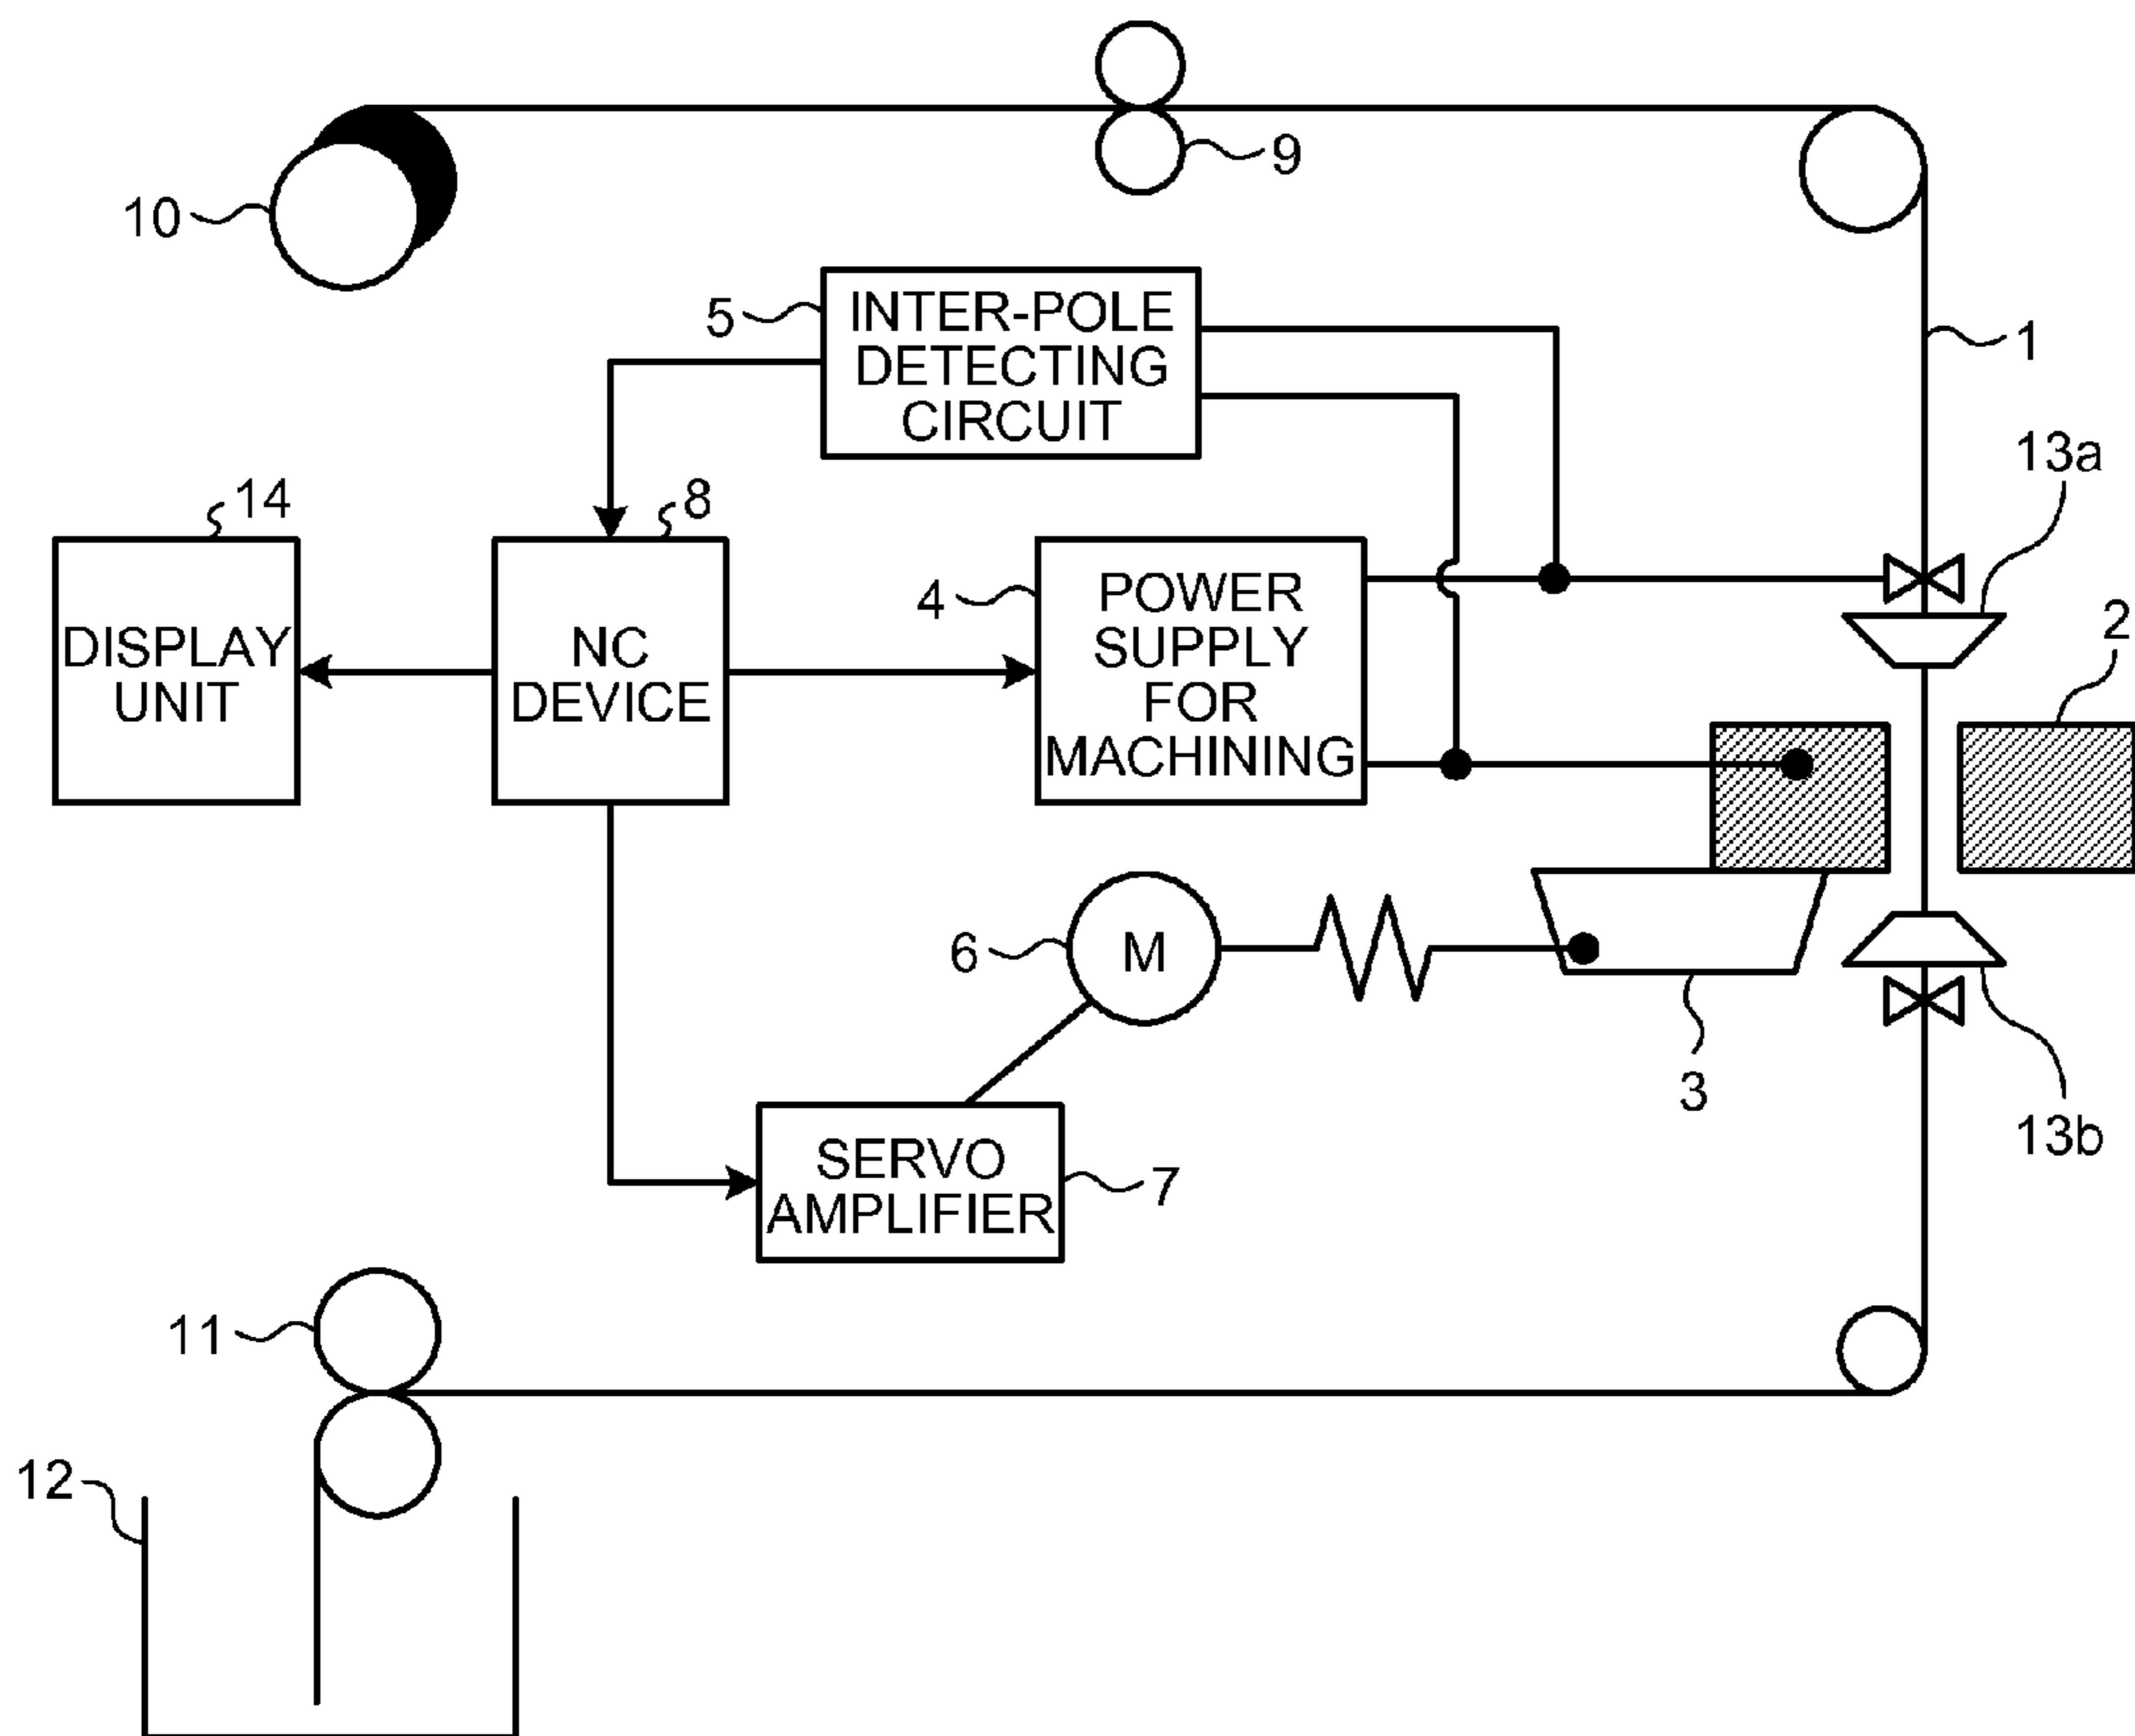 9
10
5
INTER-POLE
DETECTING
CIRCUIT
1
13a
14
8
4
2
DISPLAY
UNIT
NC
DEVICE
POWER
SUPPLY
FOR
MACHINING
6
M
3
13b
SERVO
AMPLIFIER
7
11
12